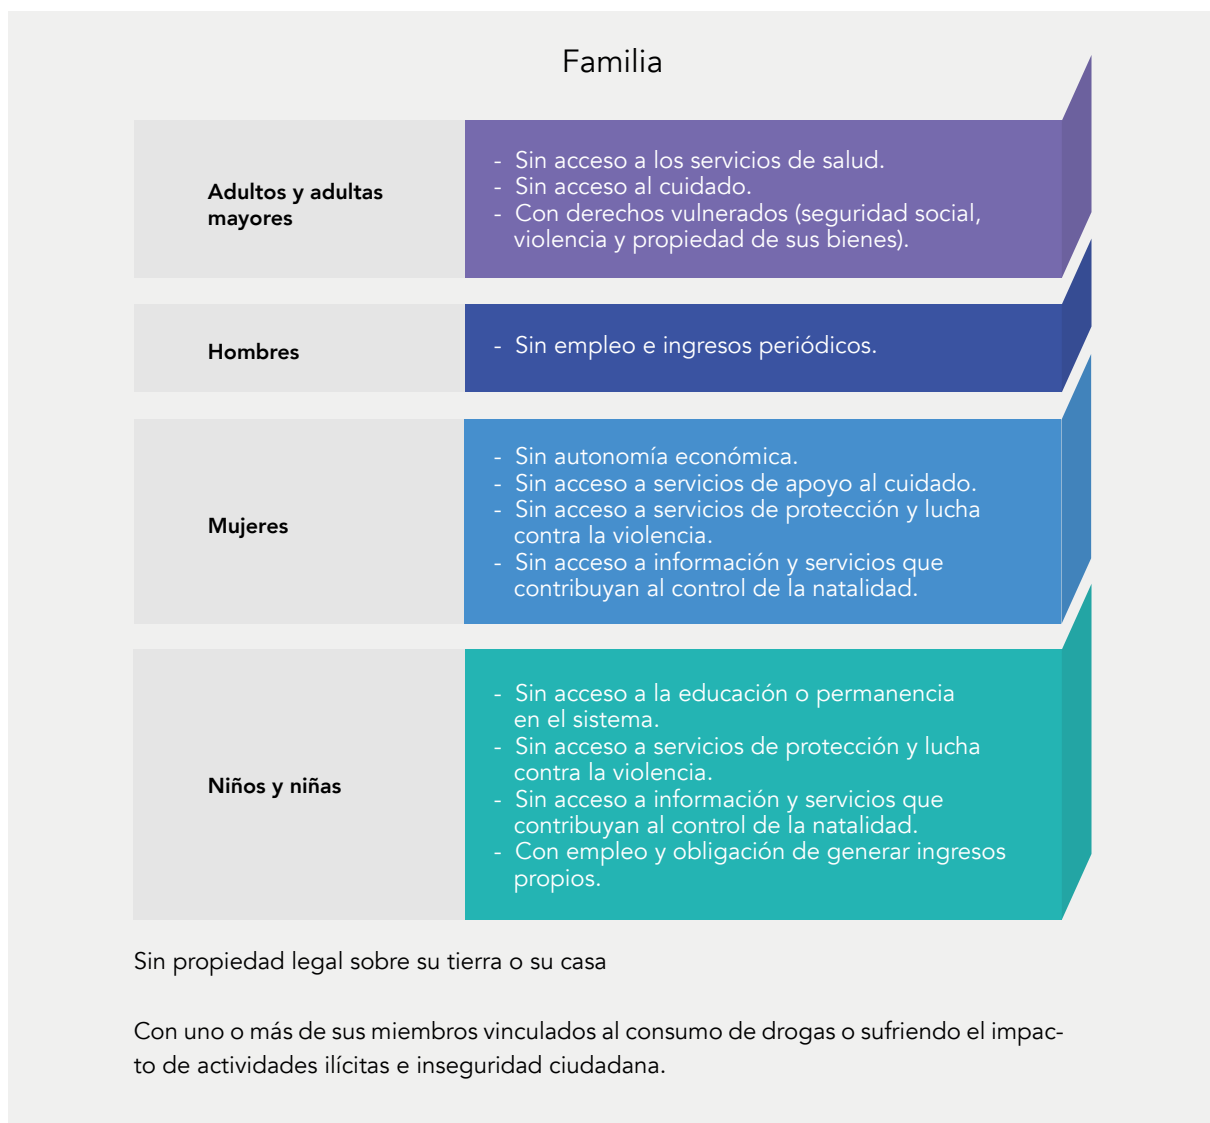 Familia
Adultos y adultas
mayores
- Sin acceso a los servicios de salud.
- Sin acceso al cuidado.
- Con derechos vulnerados (seguridad social,
violencia y propiedad de sus bienes).
Hombres
- Sin empleo e ingresos periódicos.
Mujeres
- Sin autonomía económica.
- Sin acceso a servicios de apoyo al cuidado.
- Sin acceso a servicios de protección y lucha
contra la violencia.
- Sin acceso a información y servicios que
contribuyan al control de la natalidad.
Niños y niñas
- Sin acceso a la educación o permanencia
en el sistema.
- Sin acceso a servicios de protección y lucha
contra la violencia.
- Sin acceso a información y servicios que
contribuyan al control de la natalidad.
- Con empleo y obligación de generar ingresos
propios.
Sin propiedad legal sobre su tierra o su casa
Con uno o más de sus miembros vinculados al consumo de drogas o sufriendo el impac-
to de actividades ilícitas e inseguridad ciudadana.